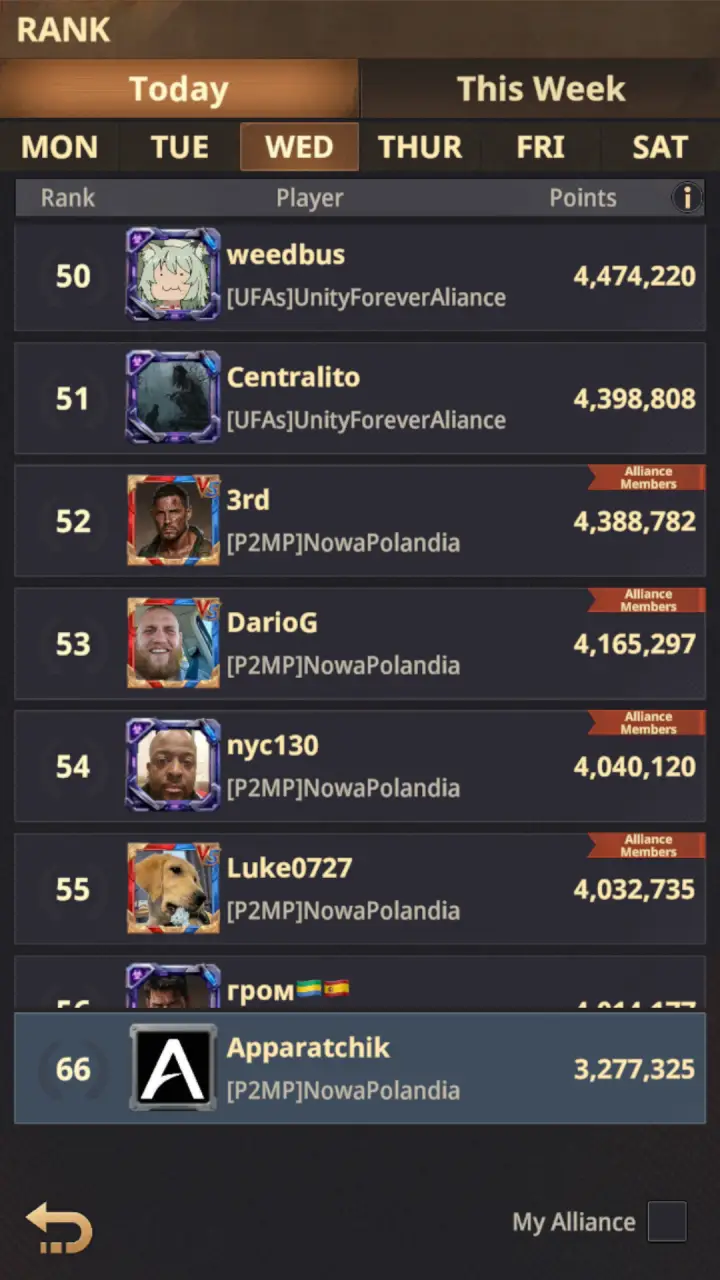 RANK
Today
This Week
MON TUE WED THUR FRI SAT
Rank Player Points i
50 weedbus 4,474,220
[UFAs]UnityForeverAliance
51 Centralito 4,398,808
[UFAs]UnityForeverAliance
Alliance Members
52 3rd 4,388,782
[P2MP]NowaPolandia
Alliance Members
53 DarioG 4,165,297
[P2MP]NowaPolandia
Alliance Members
54 nyc130 4,040,120
[P2MP]NowaPolandia
Alliance Members
55 Luke0727 4,032,735
[P2MP]NowaPolandia
гром🇬🇦🇪🇸
66 Apparatchik 3,277,325
[P2MP]NowaPolandia
My Alliance